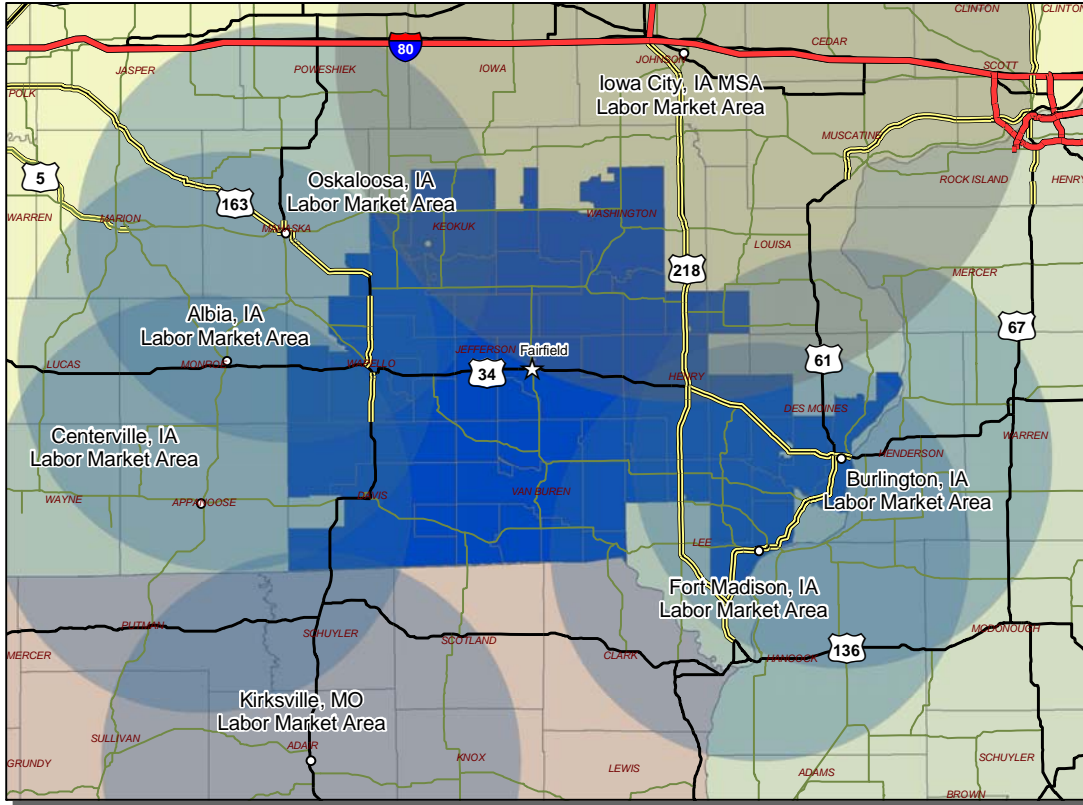 CLINTON
CLINTON
CEDAR
80
JOHNSON
JASPER
POWESHIEK
IOWA
SCOTT
Iowa City, IA MSA
Labor Market Area
POLK
MUSCATINE
5
Oskaloosa, IA
Labor Market Area
ROCK ISLAND
HENRY
163
WARREN
MARION
MAHASKA
KEOKUK
WASHINGTON
LOUISA
218
MERCER
Albia, IA
Labor Market Area
67
LUCAS
MONROE
WAPELLO
JEFFERSON
Fairfield
34
HENRY
61
DES MOINES
Centerville, IA
Labor Market Area
WARREN
HENDERSON
Burlington, IA
Labor Market Area
WAYNE
APPANOOSE
DAVIS
VAN BUREN
LEE
Fort Madison, IA
Labor Market Area
PUTNAM
SCHUYLER
SCOTLAND
CLARK
MERCER
HANCOCK
136
MCDONOUGH
Kirksville, MO
Labor Market Area
SULLIVAN
ADAIR
KNOX
LEWIS
GRUNDY
ADAMS
SCHUYLER
BROWN